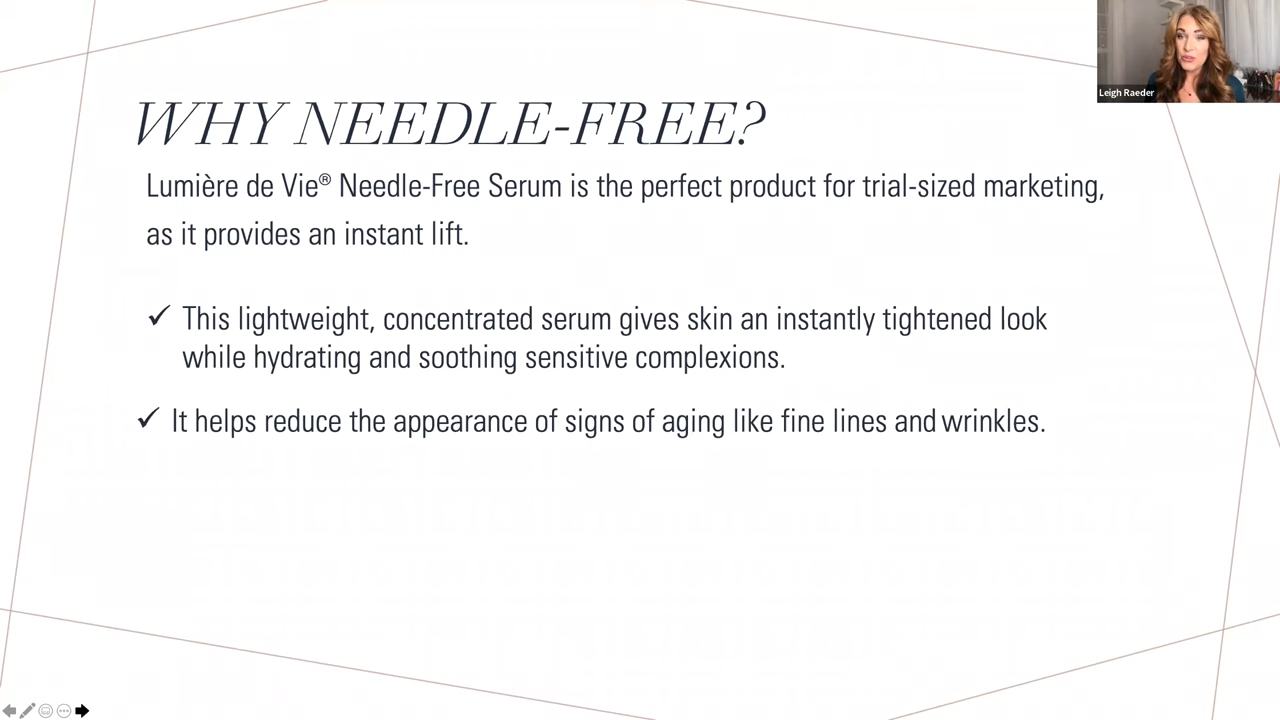 Leigh Raeder
WHY NEEDLE-FREE?
Lumière de Vie® Needle-Free Serum is the perfect product for trial-sized marketing,
as it provides an instant lift.
✓ This lightweight, concentrated serum gives skin an instantly tightened look
while hydrating and soothing sensitive complexions.
✓ It helps reduce the appearance of signs of aging like fine lines and wrinkles.